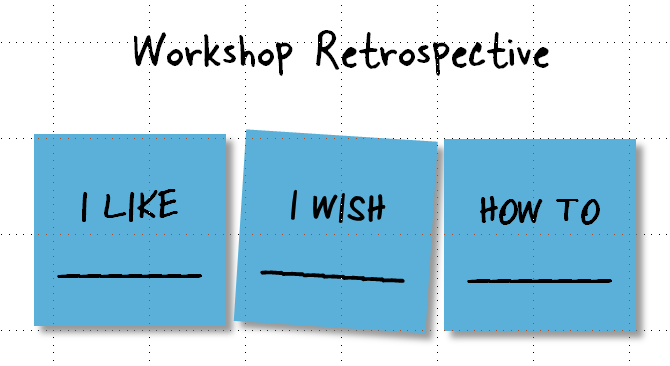 Workshop Retrospective
I LIKE
I WISH
HOW TO